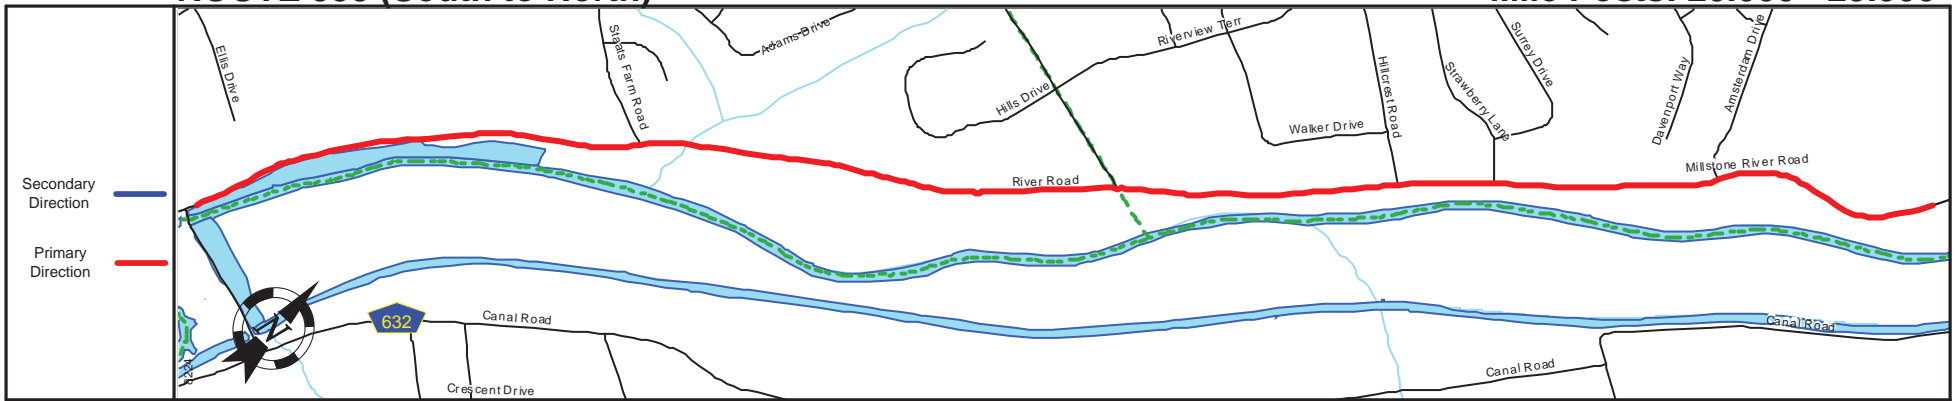 Secondary
Direction
Primary
Direction
Ellis Drive
Staats Farm Road
Adams Drive
Hills Drive
Riverview Terr
Walker Drive
Hillcrest Road
Strawberry Lane
Surrey Drive
Davenport Way
Amsterdam Drive
River Road
Millstone River Road
632
Canal Road
Crescent Drive
Canal Road
Canal Road
N